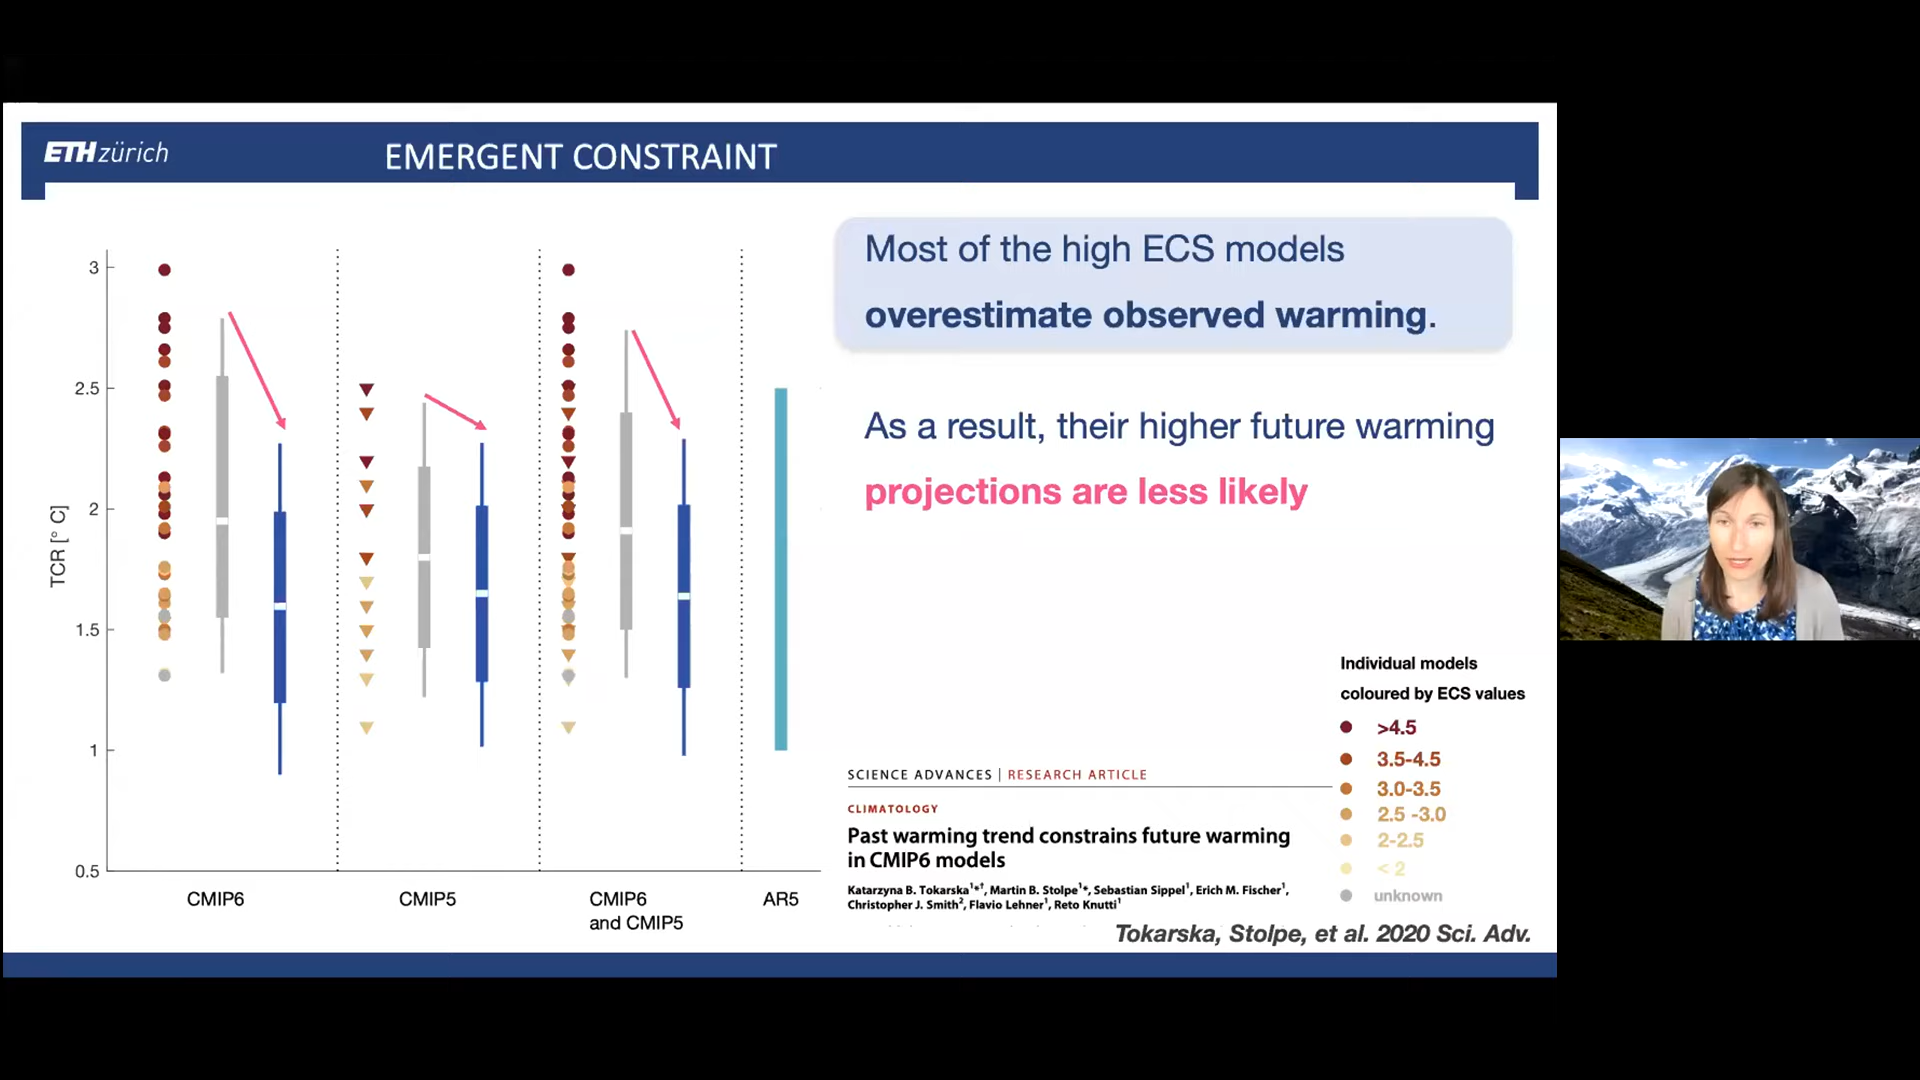 ETH zürich
EMERGENT CONSTRAINT
Most of the high ECS models
overestimate observed warming.
As a result, their higher future warming
projections are less likely
TCR [° C]
3
2.5
2
1.5
1
0.5
CMIP6
CMIP5
CMIP6
and CMIP5
AR5
Individual models
coloured by ECS values
>4.5
3.5-4.5
3.0-3.5
2.5 -3.0
2-2.5
< 2
unknown
SCIENCE ADVANCES | RESEARCH ARTICLE
CLIMATOLOGY
Past warming trend constrains future warming
in CMIP6 models
Katarzyna B. Tokarska¹*†, Martin B. Stolpe¹*, Sebastian Sippel¹, Erich M. Fischer¹,
Christopher J. Smith², Flavio Lehner¹, Reto Knutti¹
Tokarska, Stolpe, et al. 2020 Sci. Adv.